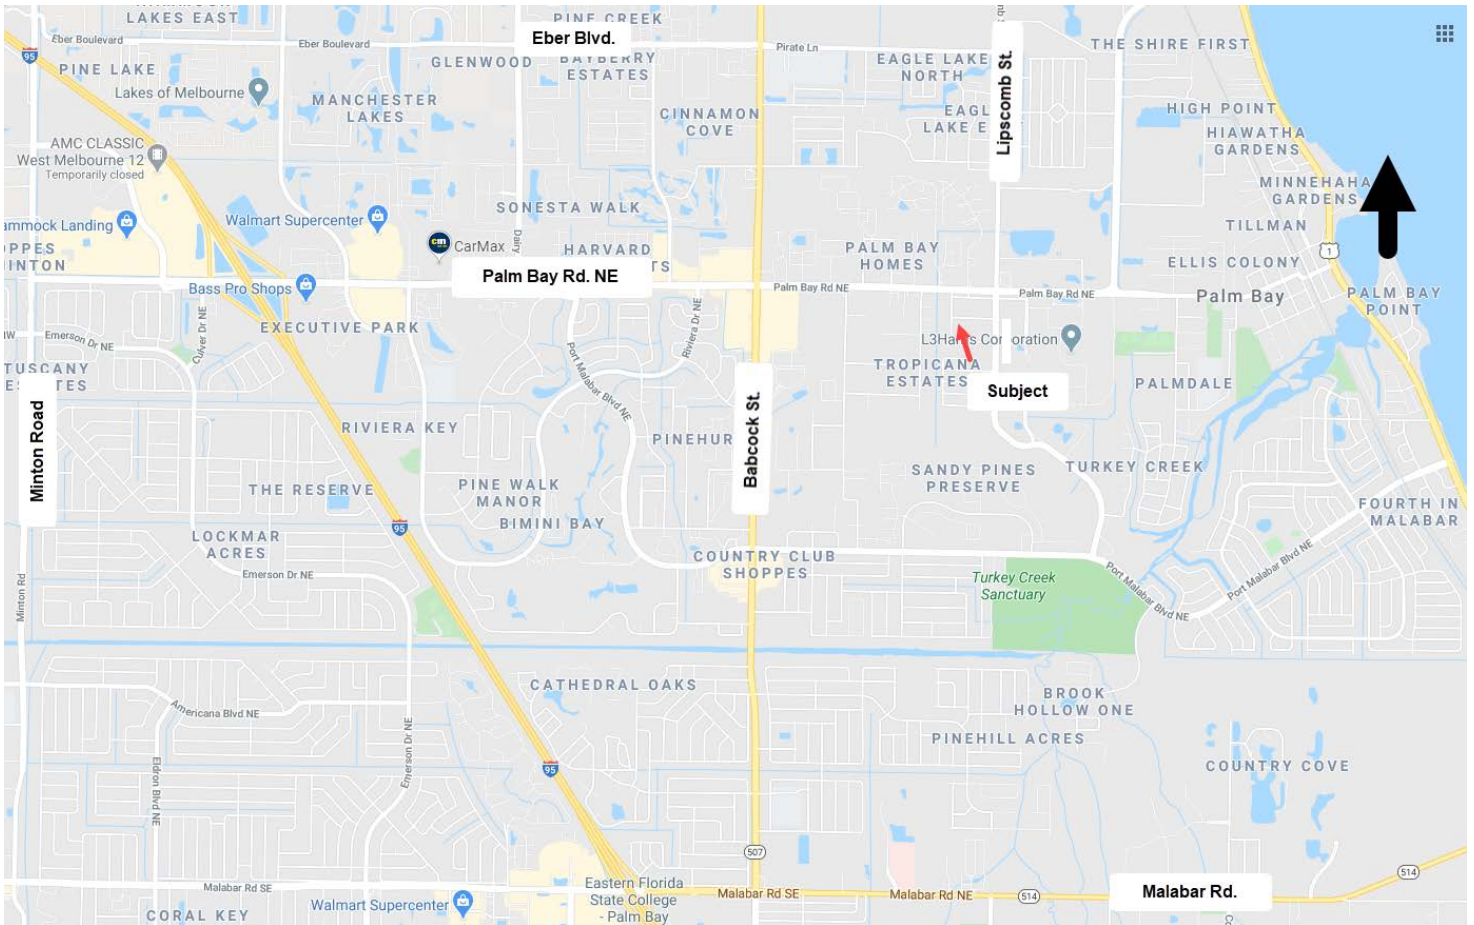 LAKES EAST
PINE CREEK
Eber Boulevard
Eber Boulevard
Eber Blvd.
Pirate Ln
THE SHIRE FIRST
95
PINE LAKE
GLENWOOD
BAYBERRY
ESTATES
EAGLE LAKE
NORTH
Lipscomb St.
Lakes of Melbourne
MANCHESTER
LAKES
CINNAMON
COVE
EAGL
LAKE E
HIGH POINT
HIAWATHA
GARDENS
AMC CLASSIC
West Melbourne 12
Temporarily closed
MINNEHAHA
GARDENS
SONESTA WALK
Walmart Supercenter
ammock Landing
TILLMAN
Dairy
cm
CarMax
HARVARD
TS
PALM BAY
HOMES
1
ELLIS COLONY
OPPES
INTON
Palm Bay Rd. NE
Bass Pro Shops
Palm Bay Rd NE
Palm Bay Rd NE
Palm Bay
PALM BAY
POINT
EXECUTIVE PARK
Emerson Dr NE
Culver Dr NE
Riviera Dr NE
Port Malabar Blvd NE
L3Harris Corporation
TROPICANA
ESTATES
TUSCANY
ESTATES
PALMDALE
Subject
Minton Road
Babcock St.
RIVIERA KEY
PINEHUR
THE RESERVE
PINE WALK
MANOR
SANDY PINES
PRESERVE
TURKEY CREEK
FOURTH IN
MALABAR
BIMINI BAY
95
LOCKMAR
ACRES
COUNTRY CLUB
SHOPPES
Emerson Dr NE
Minton Rd
Turkey Creek
Sanctuary
Port Malabar Blvd NE
Port Malabar Blvd NE
CATHEDRAL OAKS
BROOK
HOLLOW ONE
Americana Blvd NE
Emerson Dr NE
PINEHILL ACRES
Eldron Blvd NE
95
COUNTRY COVE
507
514
Malabar Rd SE
Eastern Florida
State College
- Palm Bay
Malabar Rd SE
Malabar Rd NE
514
Malabar Rd.
Walmart Supercenter
CORAL KEY